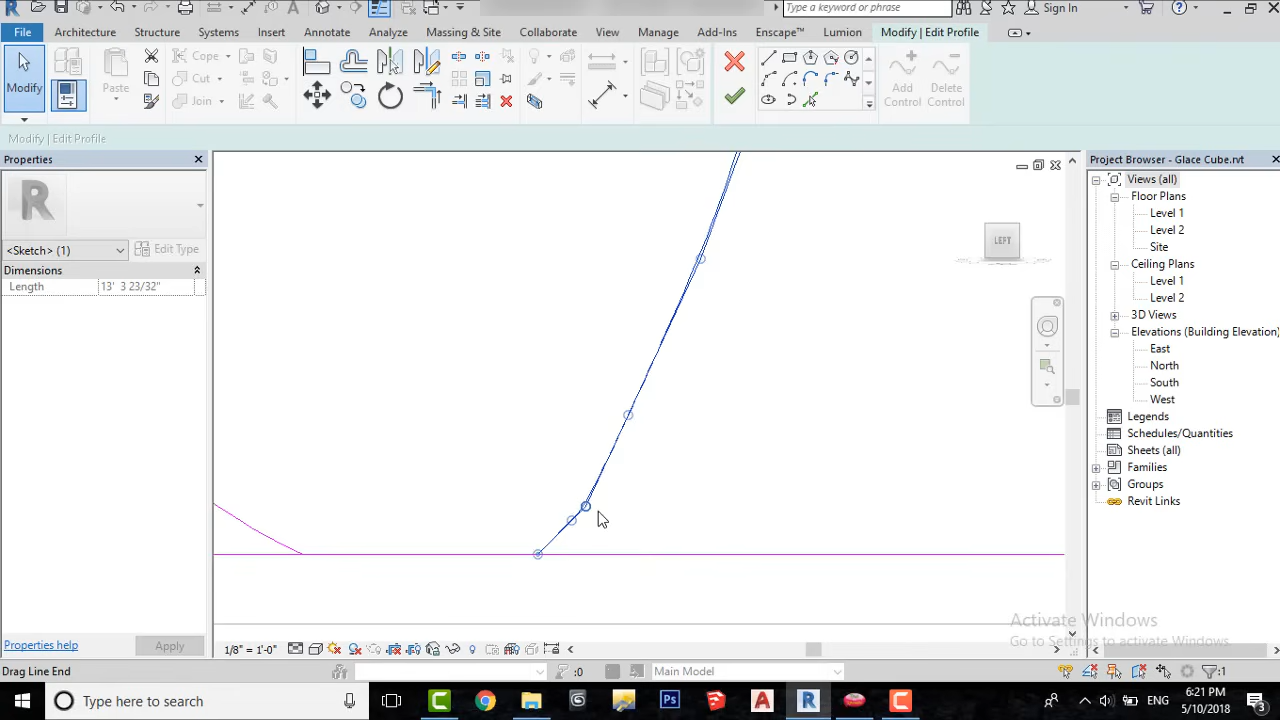 Type a keyword or phrase
Sign In
File
Architecture
Structure
Systems
Insert
Annotate
Analyze
Massing & Site
Collaborate
View
Manage
Add-Ins
Enscape™
Lumion
Modify | Edit Profile
Modify
Paste
Cope
Cut
Join
Add Control
Delete Control
Modify | Edit Profile
Properties
<Sketch> (1)
Edit Type
Dimensions
Length 13' 3 23/32"
Properties help
Apply
LEFT
Project Browser - Glace Cube.rvt
Views (all)
Floor Plans
Level 1
Level 2
Site
Ceiling Plans
Level 1
Level 2
3D Views
Elevations (Building Elevation)
East
North
South
West
Legends
Schedules/Quantities
Sheets (all)
Families
Groups
Revit Links
Activate Windows
Go to Settings to activate Windows.
1/8" = 1'-0"
Drag Line End
:0
Main Model
:1
Type here to search
ENG
6:21 PM
5/10/2018
3